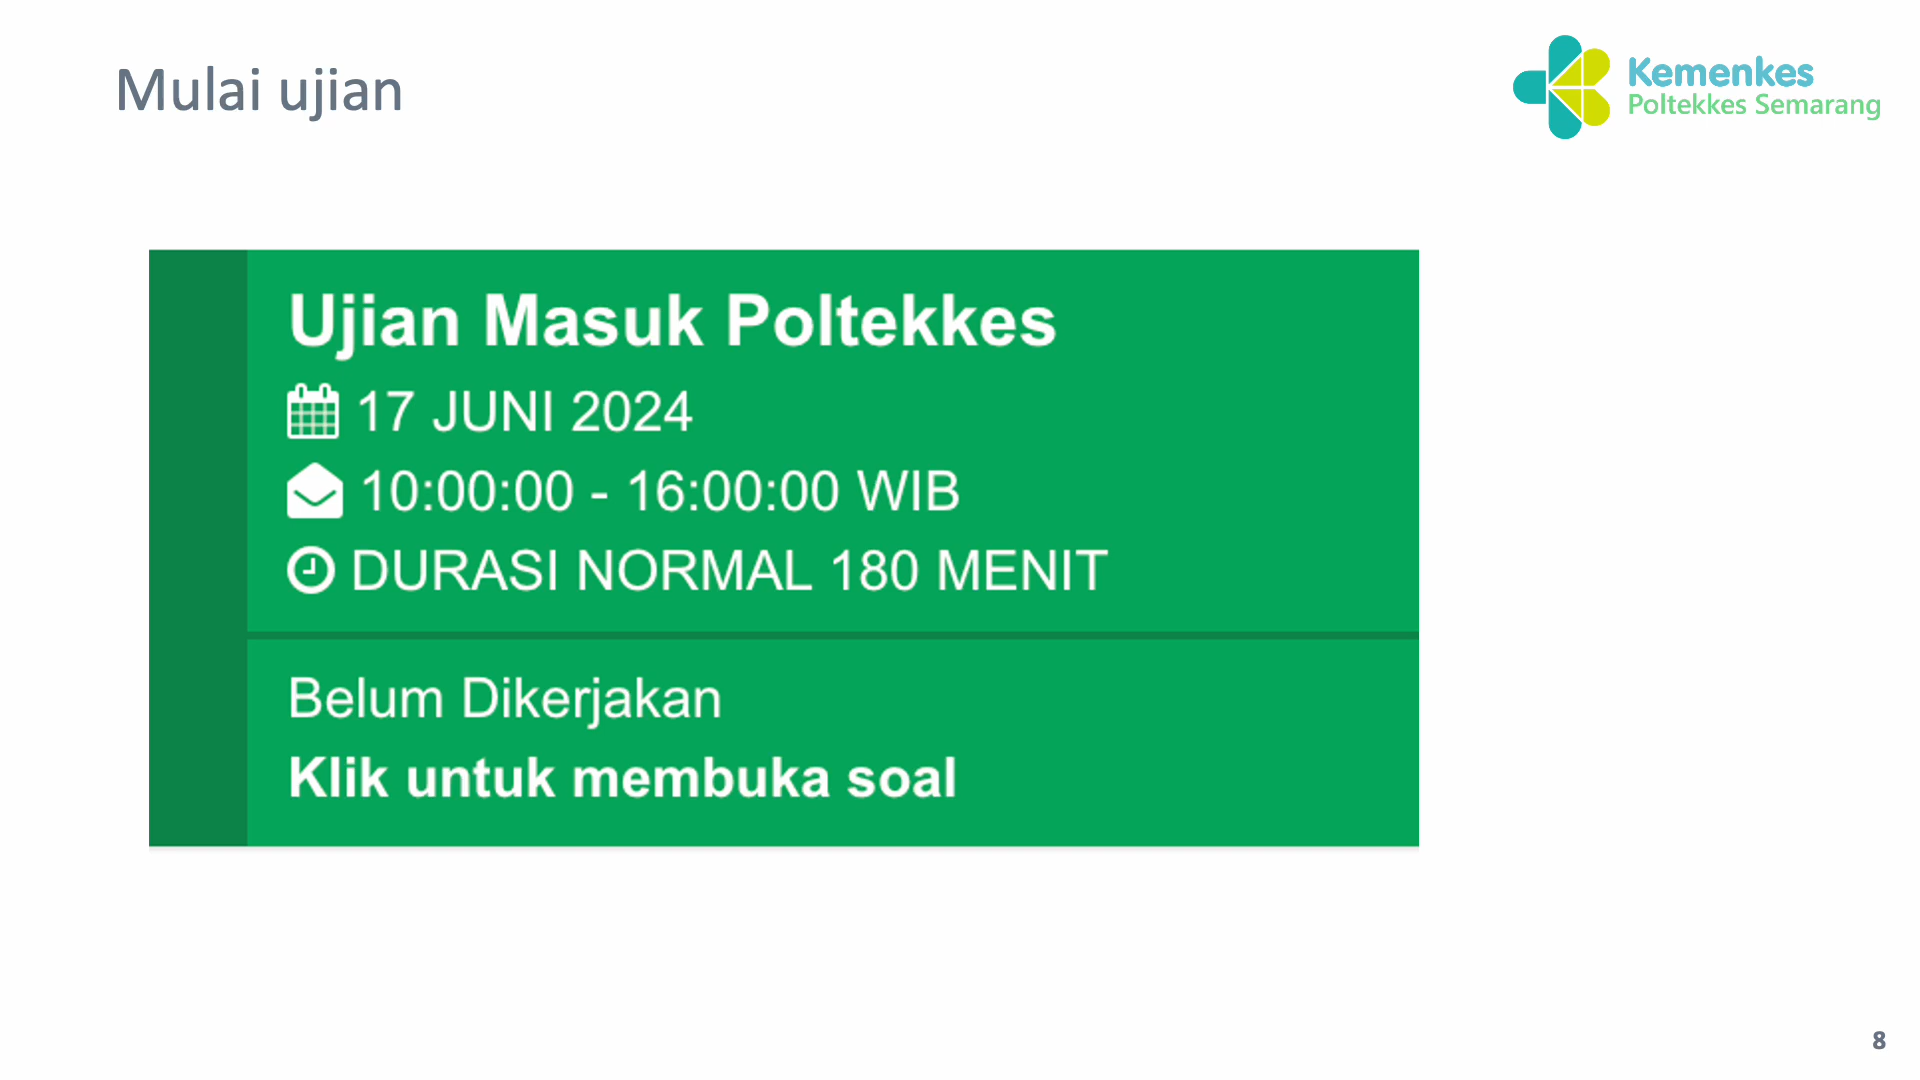 Mulai ujian
Kemenkes
Poltekkes Semarang
Ujian Masuk Poltekkes
17 JUNI 2024
10:00:00 - 16:00:00 WIB
DURASI NORMAL 180 MENIT
Belum Dikerjakan
Klik untuk membuka soal
8